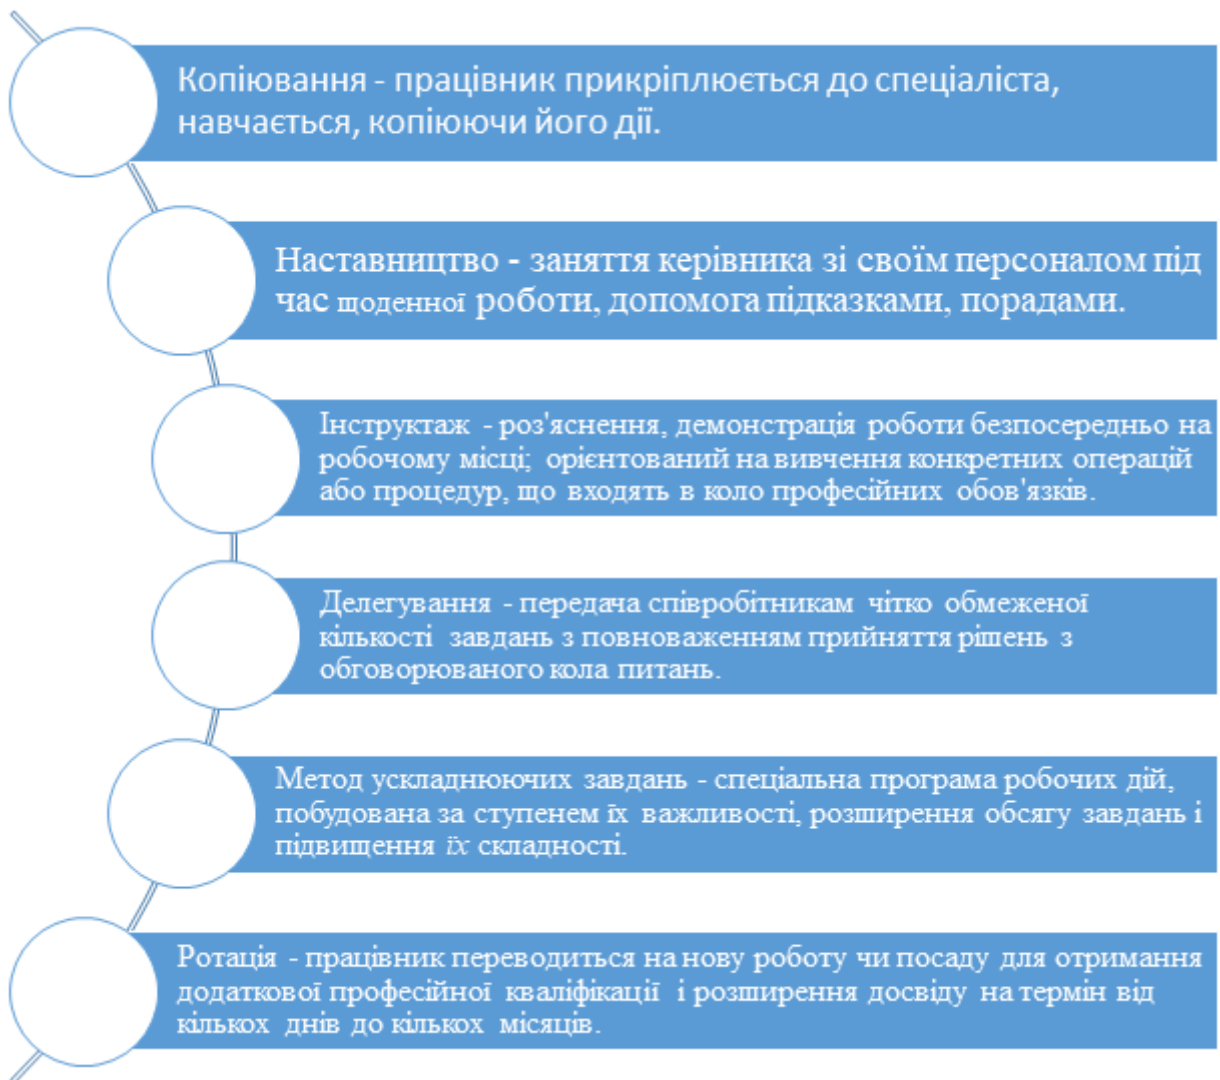 Копіювання - працівник прикріплюється до спеціаліста,
навчається, копіюючи його дії.
Наставництво - заняття керівника зі своїм персоналом під
час щоденної роботи, допомога підказками, порадами.
Інструктаж - роз'яснення, демонстрація роботи безпосередньо на
робочому місці; орієнтований на вивчення конкретних операцій
або процедур, що входять в коло професійних обов'язків.
Делегування - передача співробітникам чітко обмеженої
кількості завдань з повноваженням прийняття рішень з
обговорюваного кола питань.
Метод ускладнюючих завдань - спеціальна програма робочих дій,
побудована за ступенем їх важливості, розширення обсягу завдань і
підвищення їх складності.
Ротація - працівник переводиться на нову роботу чи посаду для отримання
додаткової професійної кваліфікації і розширення досвіду на термін від
кількох днів до кількох місяців.